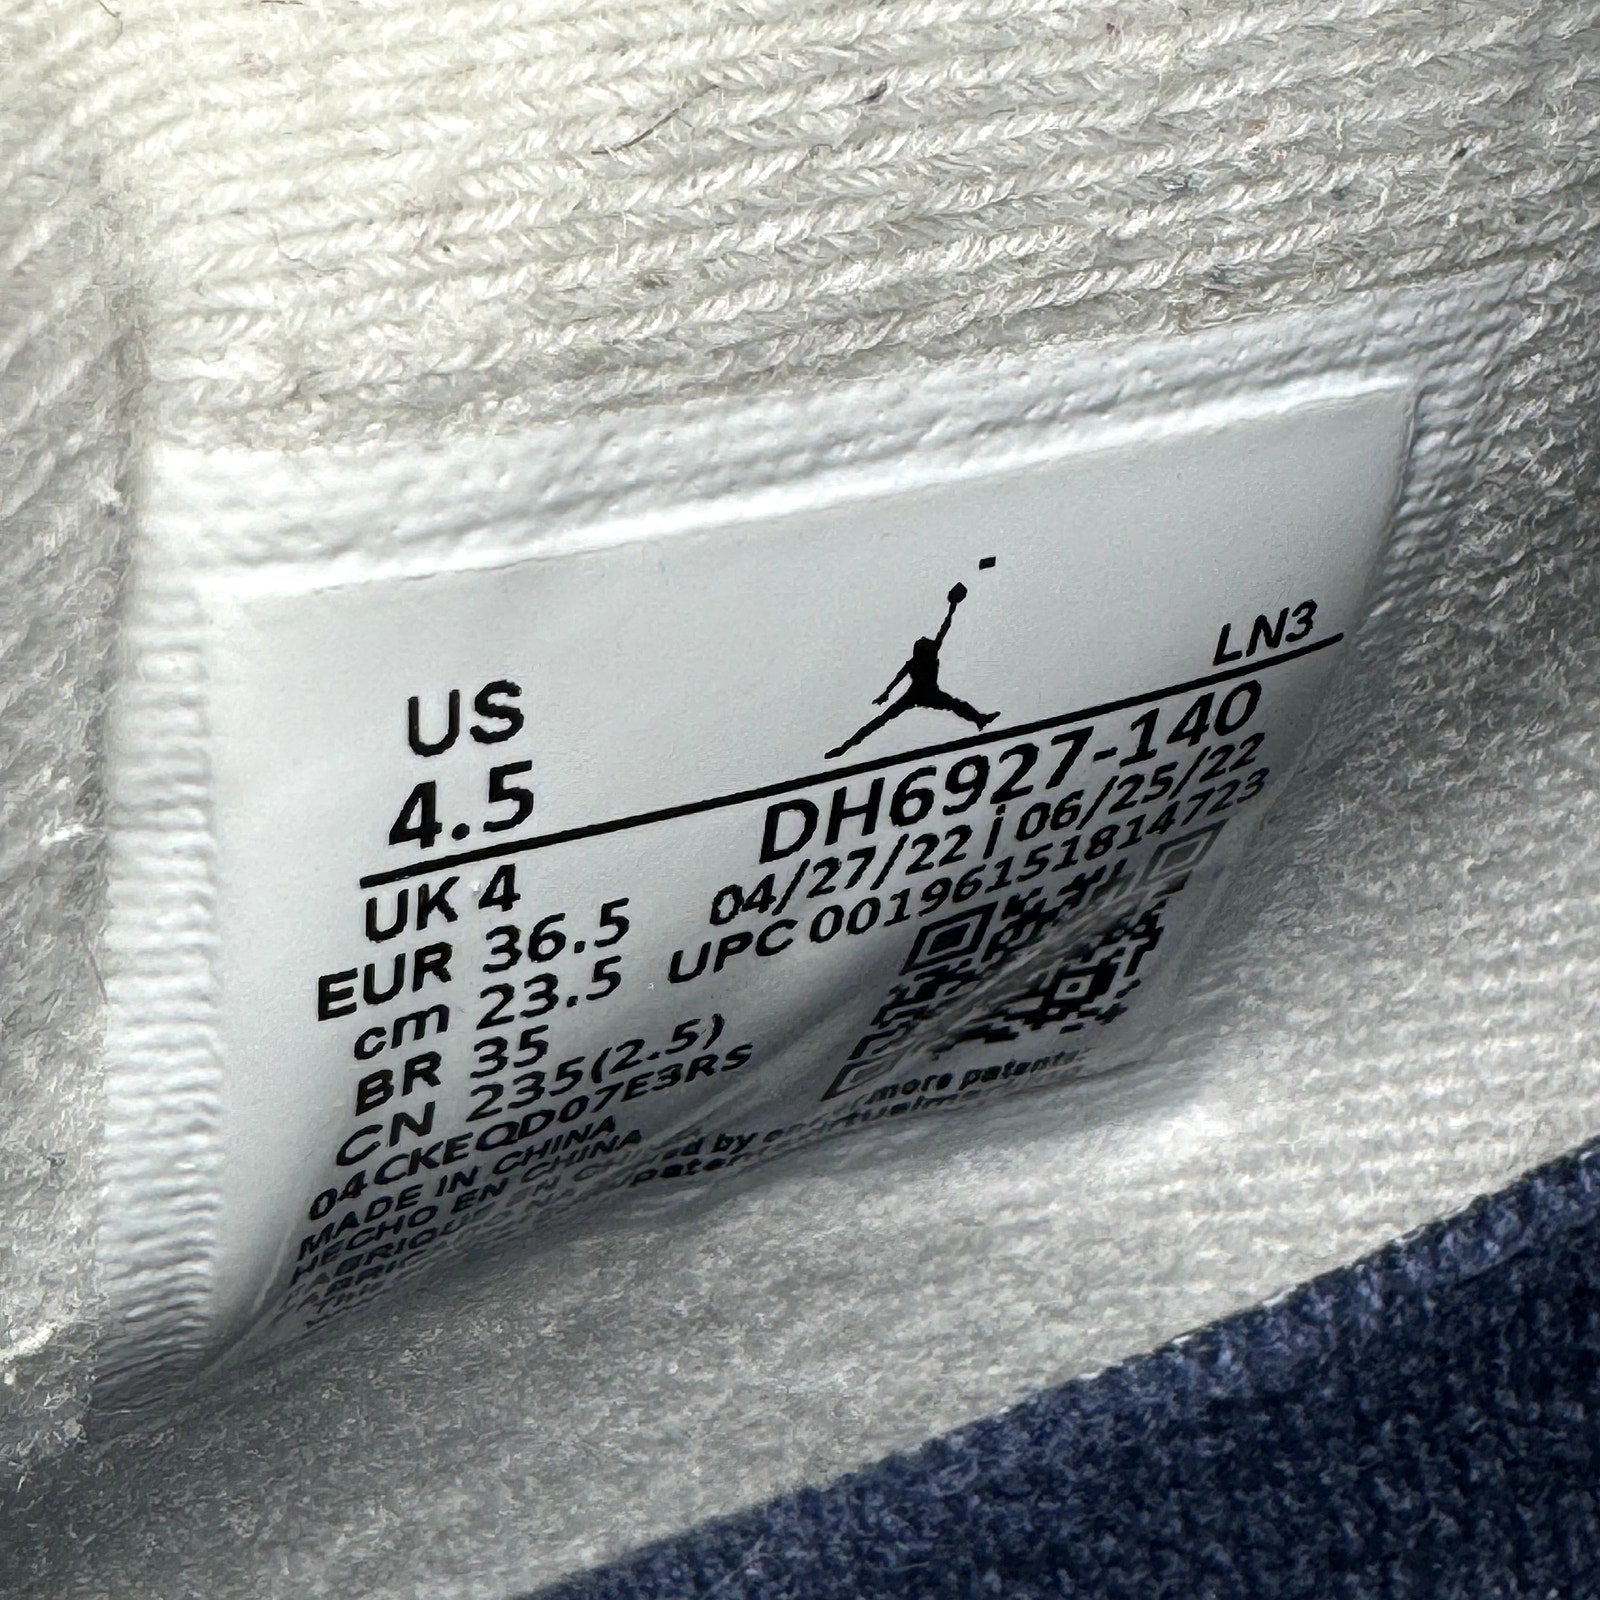 LN3
US
4.5
DH6927-140
04/27/22 | 06/25/22
UPC 00196151814723
UK 4
EUR 36.5
cm 23.5
BR 35
CN 235(2.5)
04CKEQD07E3RS
MADE IN CHINA
HECHO EN CHINA
more patents:
by